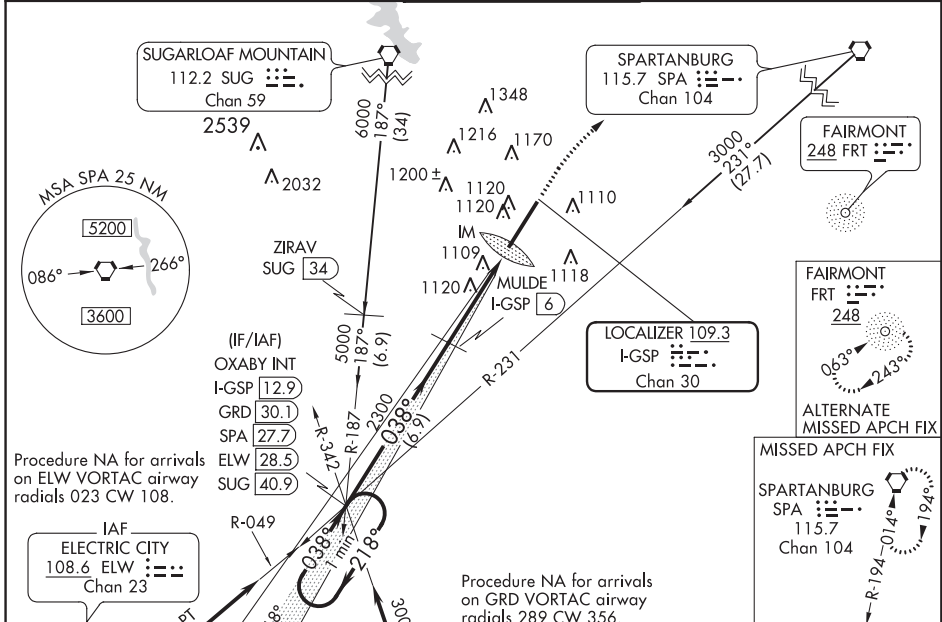 SUGARLOAF MOUNTAIN
112.2 SUG
Chan 59
SPARTANBURG
115.7 SPA
Chan 104
FAIRMONT
248 FRT
6000
187°
(34)
3000
231°
(27.7)
2539
2032
1348
1216
1170
1200 ±
1120
1120
1110
IM
1109
1118
1120
MSA SPA 25 NM
5200
086°
266°
3600
ZIRAV
SUG 34
MULDE
I-GSP 6
FAIRMONT
FRT
248
063°
243°
ALTERNATE
MISSED APCH FIX
LOCALIZER 109.3
I-GSP
Chan 30
5000
187°
(6.9)
R-231
(IF/IAF)
OXABY INT
I-GSP 12.9
GRD 30.1
SPA 27.7
ELW 28.5
SUG 40.9
R-342
R-187
2300
038°
(6.9)
Procedure NA for arrivals
on ELW VORTAC airway
radials 023 CW 108.
MISSED APCH FIX
SPARTANBURG
SPA
115.7
Chan 104
R-194
014°
194°
R-049
IAF
ELECTRIC CITY
108.6 ELW
Chan 23
038°
1 min
218°
Procedure NA for arrivals
on GRD VORTAC airway
radials 289 CW 356
PT
8°
300